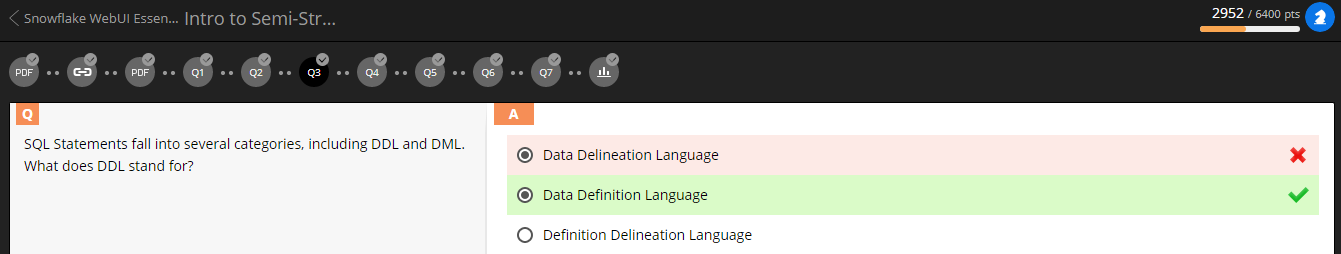 Snowflake WebUI Essen... Intro to Semi-Str...
2952 / 6400 pts
PDF PDF Q1 Q2 Q3 Q4 Q5 Q6 Q7
Q
SQL Statements fall into several categories, including DDL and DML.
What does DDL stand for?
A
Data Delineation Language
Data Definition Language
Definition Delineation Language